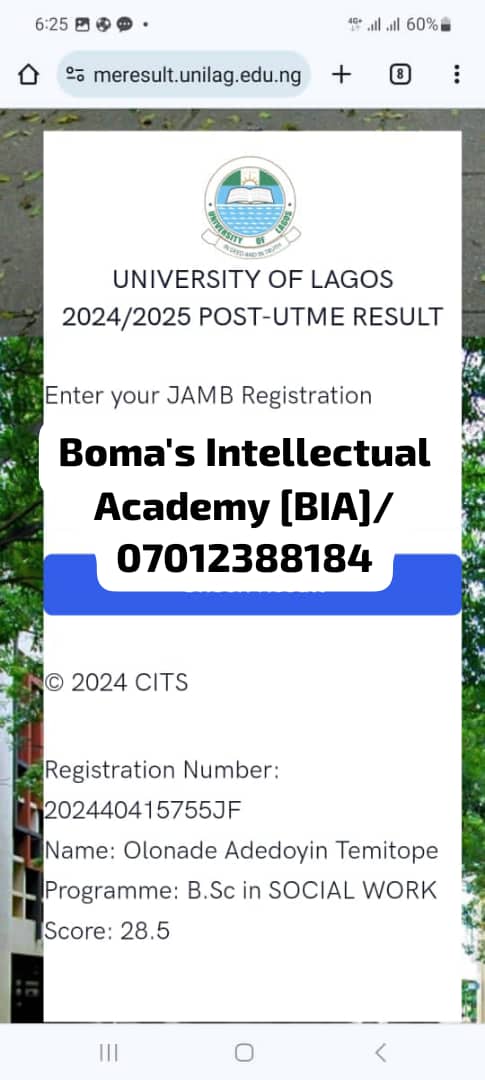 6:25
4G+
60%
meresult.unilag.edu.ng
8
UNIVERSITY OF LAGOS
IN DEED AND IN TRUTH
UNIVERSITY OF LAGOS
2024/2025 POST-UTME RESULT
Enter your JAMB Registration
Boma's Intellectual
Academy [BIA]/
07012388184
© 2024 CITS
Registration Number:
202440415755JF
Name: Olonade Adedoyin Temitope
Programme: B.Sc in SOCIAL WORK
Score: 28.5